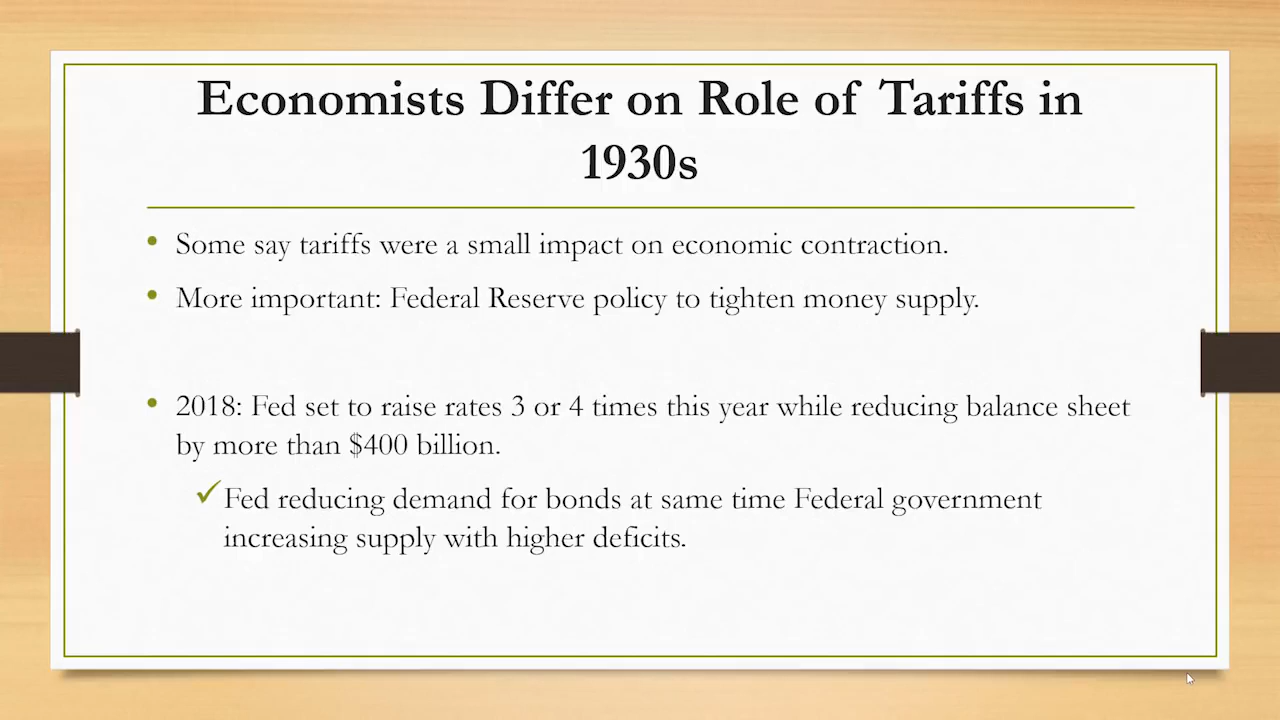 Economists Differ on Role of Tariffs in
1930s
• Some say tariffs were a small impact on economic contraction.
• More important: Federal Reserve policy to tighten money supply.
• 2018: Fed set to raise rates 3 or 4 times this year while reducing balance sheet
by more than $400 billion.
✓Fed reducing demand for bonds at same time Federal government
increasing supply with higher deficits.